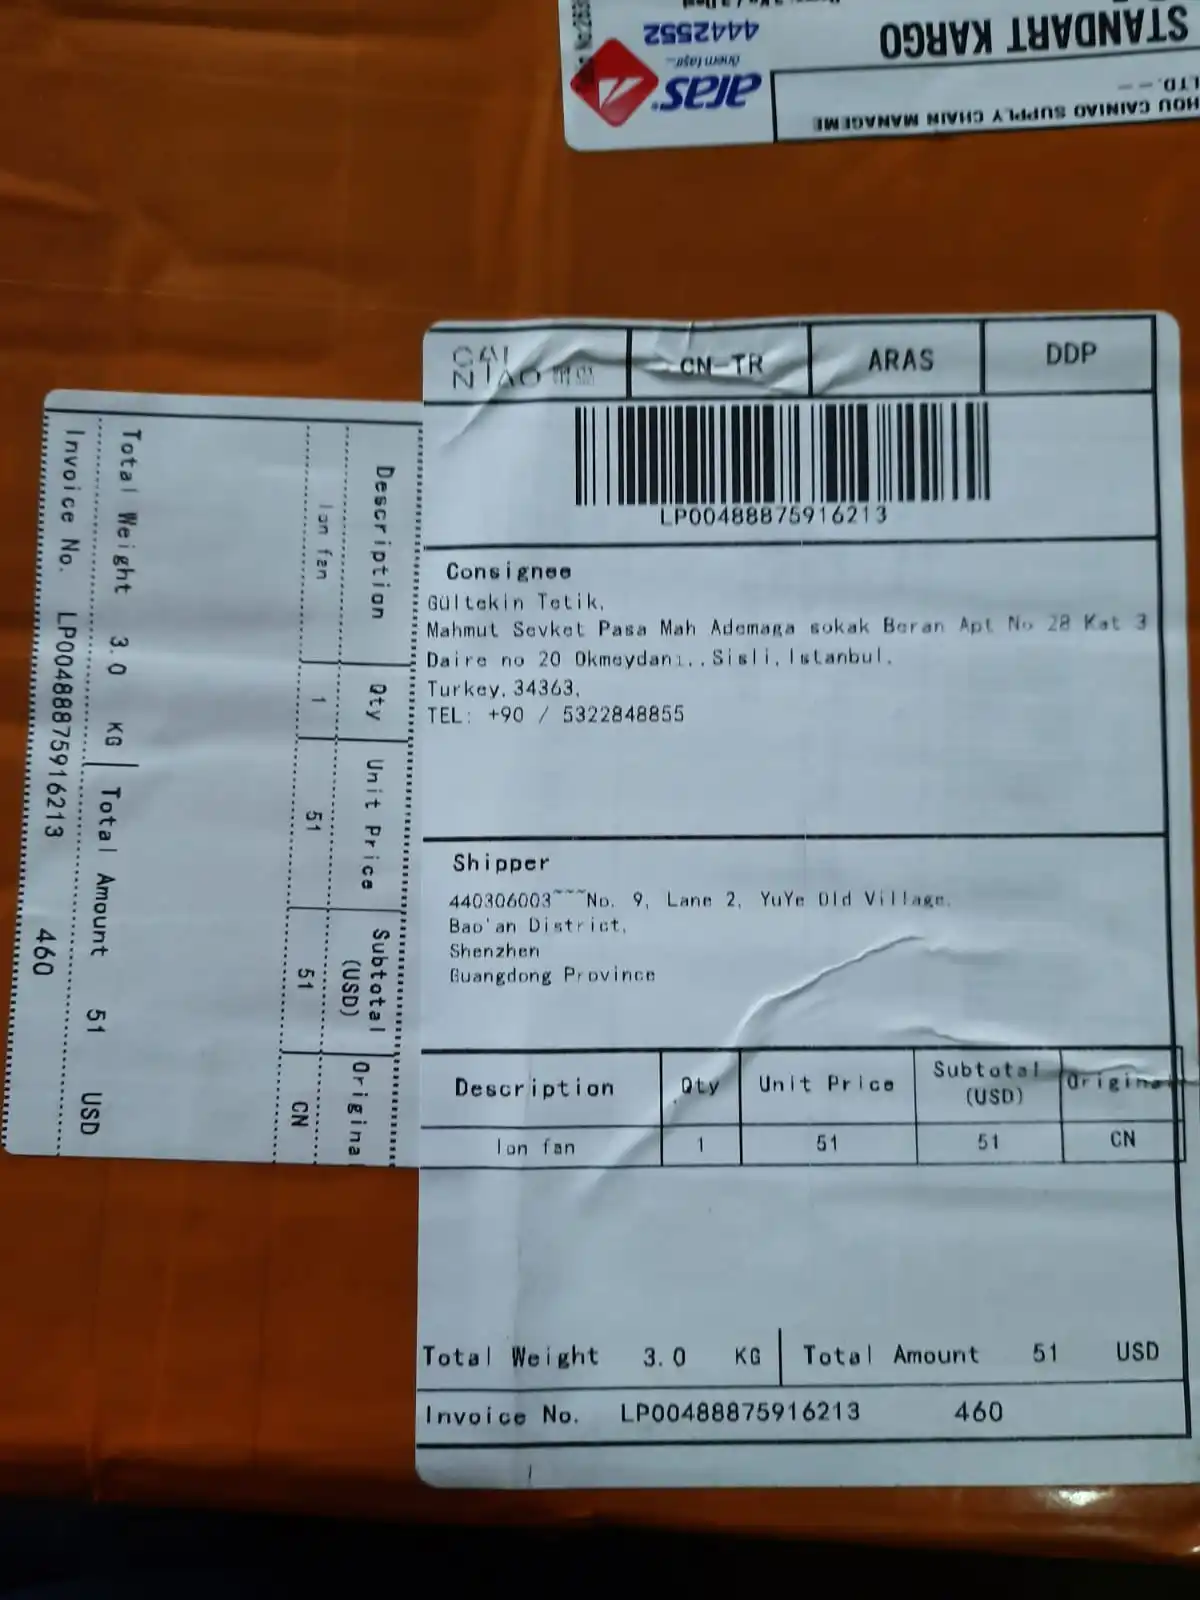 STANDART KARGO
4442552
önem taşır...
aras
HOU CAINIAO SUPPLY CHAIN MANAGEME
LTD. --
CAI
NIAO
CN-TR
ARAS
DDP
LP00488875916213
Consignee
Gültekin Tetik,
Mahmut Sevket Pasa Mah Ademaga sokak Beran Apt No 28 Kat 3
Daire no 20 Okmeydanı..,Sisli,Istanbul,
Turkey,34363,
TEL: +90 / 5322848855
Shipper
440306003~~~No. 9, Lane 2, YuYe Old Village,
Bao'an District,
Shenzhen
Guangdong Province
Description Qty Unit Price Subtotal (USD) Origina
Ion fan 1 51 51 CN
Total Weight 3.0 KG Total Amount 51 USD
Invoice No. LP00488875916213 460
Description Qty Unit Price Subtotal (USD) Origina
Ion fan 1 51 51 CN
Total Weight 3.0 KG Total Amount 51 USD
Invoice No. LP00488875916213 460